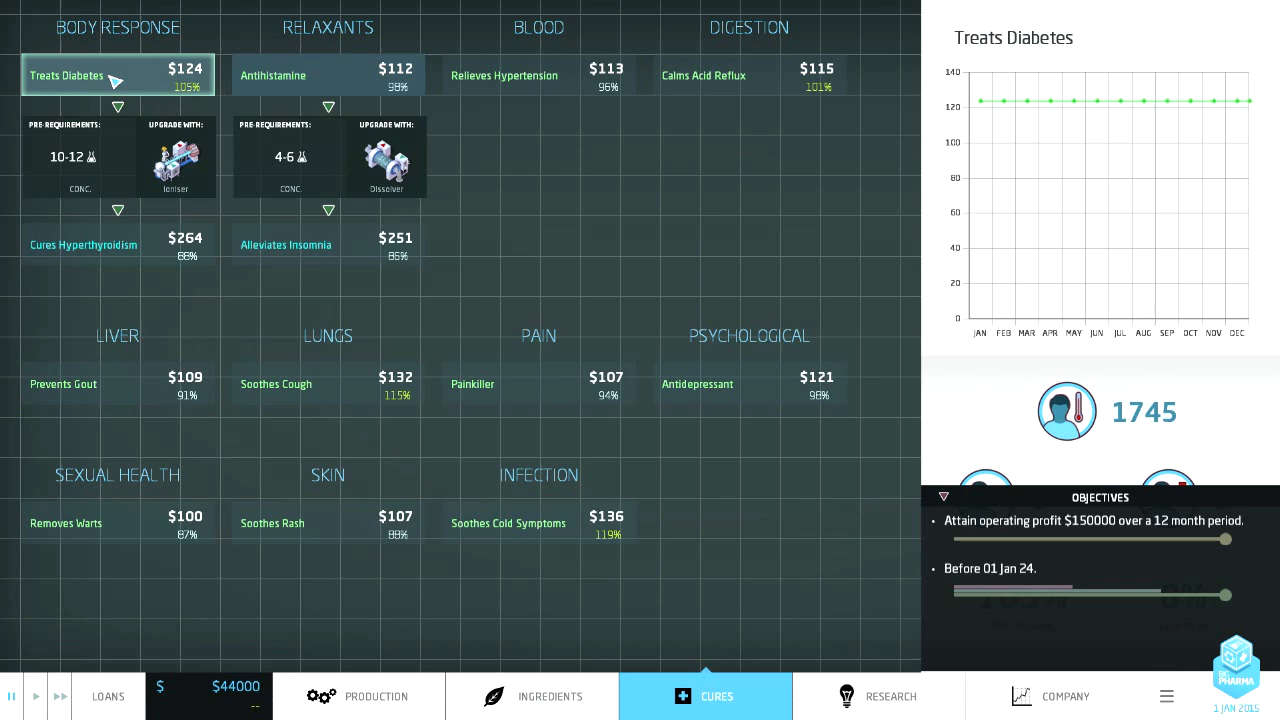 BODY RESPONSE
RELAXANTS
BLOOD
DIGESTION
Treats Diabetes
$124
105%
Antihistamine
$112
98%
Relieves Hypertension
$113
96%
Calms Acid Reflux
$115
101%
PRE-REQUIREMENTS:
UPGRADE WITH:
10-12
CONC.
Ioniser
PRE-REQUIREMENTS:
UPGRADE WITH:
4-6
CONC.
Dissolver
Cures Hyperthyroidism
$264
88%
Alleviates Insomnia
$251
85%
LIVER
LUNGS
PAIN
PSYCHOLOGICAL
Prevents Gout
$109
91%
Soothes Cough
$132
115%
Painkiller
$107
94%
Antidepressant
$121
98%
SEXUAL HEALTH
SKIN
INFECTION
Removes Warts
$100
87%
Soothes Rash
$107
88%
Soothes Cold Symptoms
$136
119%
Treats Diabetes
140
120
100
80
60
40
20
0
JAN FEB MAR APR MAY JUN JUL AUG SEP OCT NOV DEC
1745
OBJECTIVES
• Attain operating profit $150000 over a 12 month period.
• Before 01 Jan 24.
LOANS
$ $44000
--
PRODUCTION
INGREDIENTS
CURES
RESEARCH
COMPANY
BIG PHARMA
1 JAN 2015